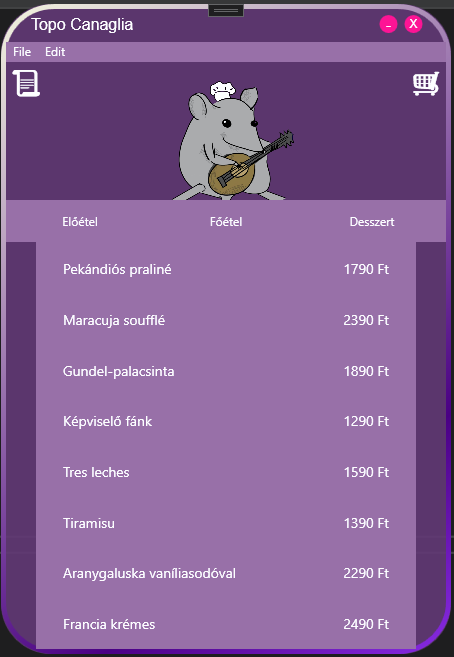 Topo Canaglia
X
File Edit
Előétel Főétel Desszert
Pekándiós praliné 1790 Ft
Maracuja soufflé 2390 Ft
Gundel-palacsinta 1890 Ft
Képviselő fánk 1290 Ft
Tres leches 1590 Ft
Tiramisu 1390 Ft
Aranygaluska vaníliasodóval 2290 Ft
Francia krémes 2490 Ft